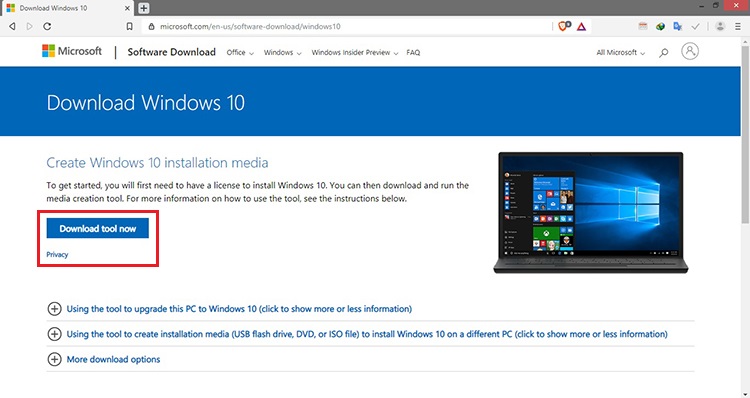 Download Windows 10
microsoft.com/en-us/software-download/windows10
Microsoft
Software Download
Office
Windows
Windows Insider Preview
FAQ
All Microsoft
Download Windows 10
Create Windows 10 installation media
To get started, you will first need to have a license to install Windows 10. You can then download and run the
media creation tool. For more information on how to use the tool, see the instructions below.
Download tool now
Privacy
Using the tool to upgrade this PC to Windows 10 (click to show more or less information)
Using the tool to create installation media (USB flash drive, DVD, or ISO file) to install Windows 10 on a different PC (click to show more or less information)
More download options